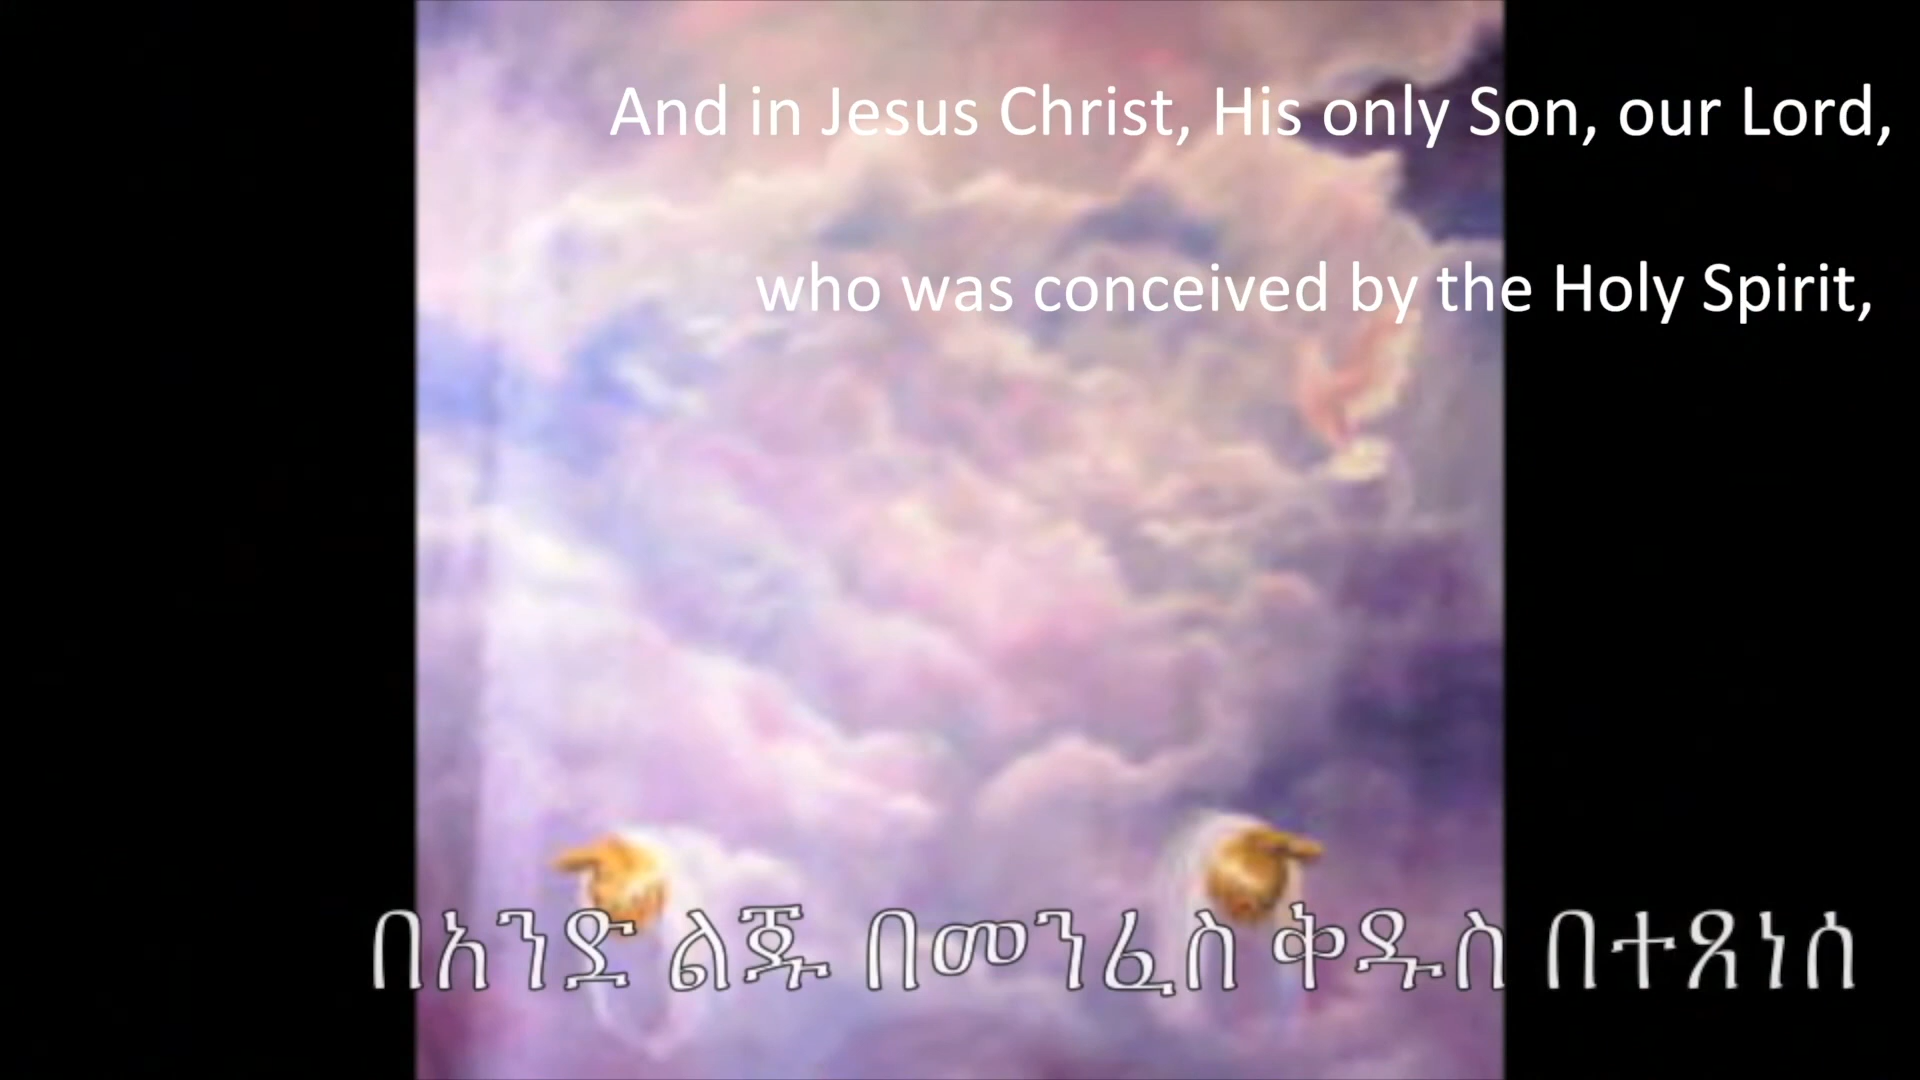 And in Jesus Christ, His only Son, our Lord,
who was conceived by the Holy Spirit,
በአንድ ልጁ በመንፈስ ቅዱስ በተጸነሰ